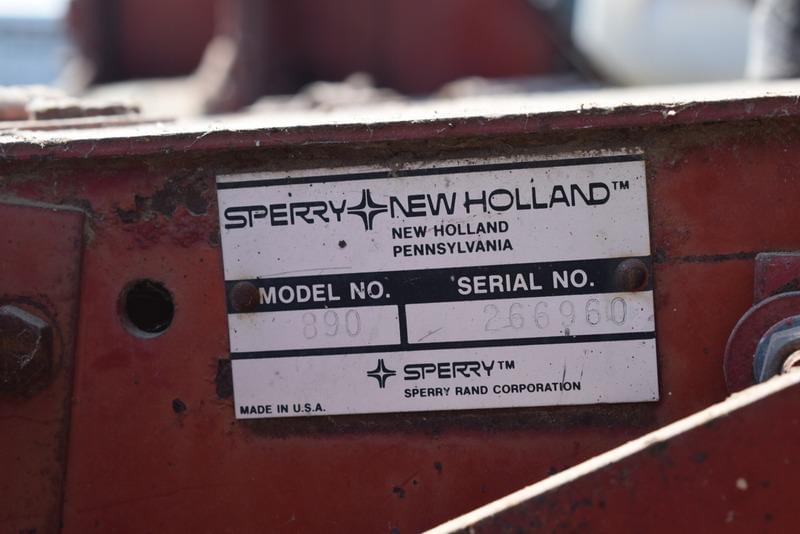 SPERRY NEW HOLLAND™
NEW HOLLAND
PENNSYLVANIA
MODEL NO. SERIAL NO.
890 266960
SPERRY™
SPERRY RAND CORPORATION
MADE IN U.S.A.